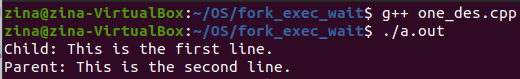 zina@zina-VirtualBox:~/OS/fork_exec_wait$ g++ one_des.cpp
zina@zina-VirtualBox:~/OS/fork_exec_wait$ ./a.out
Child: This is the first line.
Parent: This is the second line.